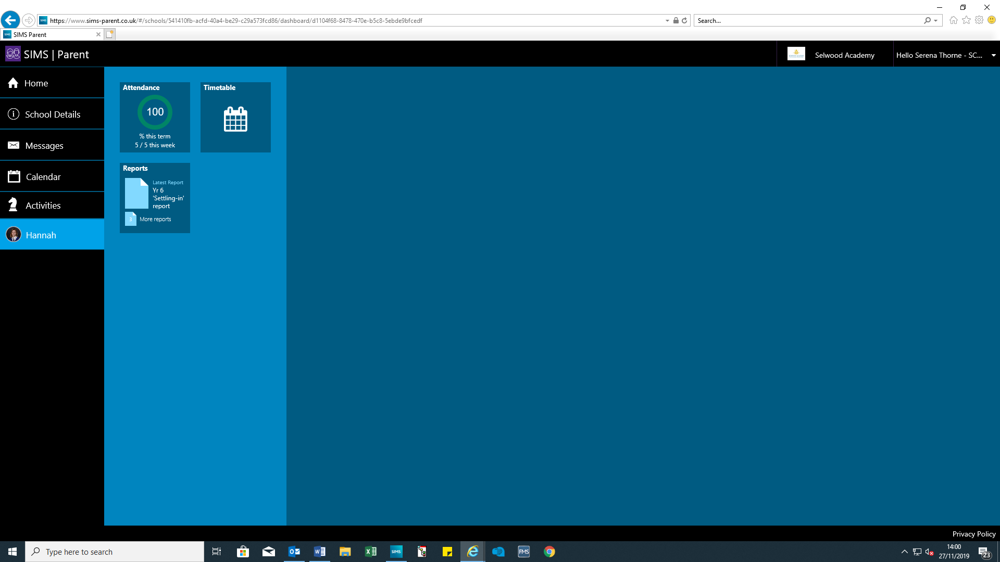 https://www.sims-parent.co.uk/#/schools/541410fb-acfd-40a4-be29-c29a573fcd86/dashboard/d1104f68-8478-470e-b5c8-5ebde9bfcedf
Search...
SIMS Parent
SIMS | Parent
Selwood Academy
Hello Serena Thorne - SC...
Home
School Details
Messages
Calendar
Activities
Hannah
Attendance
100
% this term
5 / 5 this week
Timetable
Reports
Latest Report
Yr 6
'Settling-in'
report
3
More reports
Privacy Policy
Type here to search
SIMS
FMS
14:00
27/11/2019
23